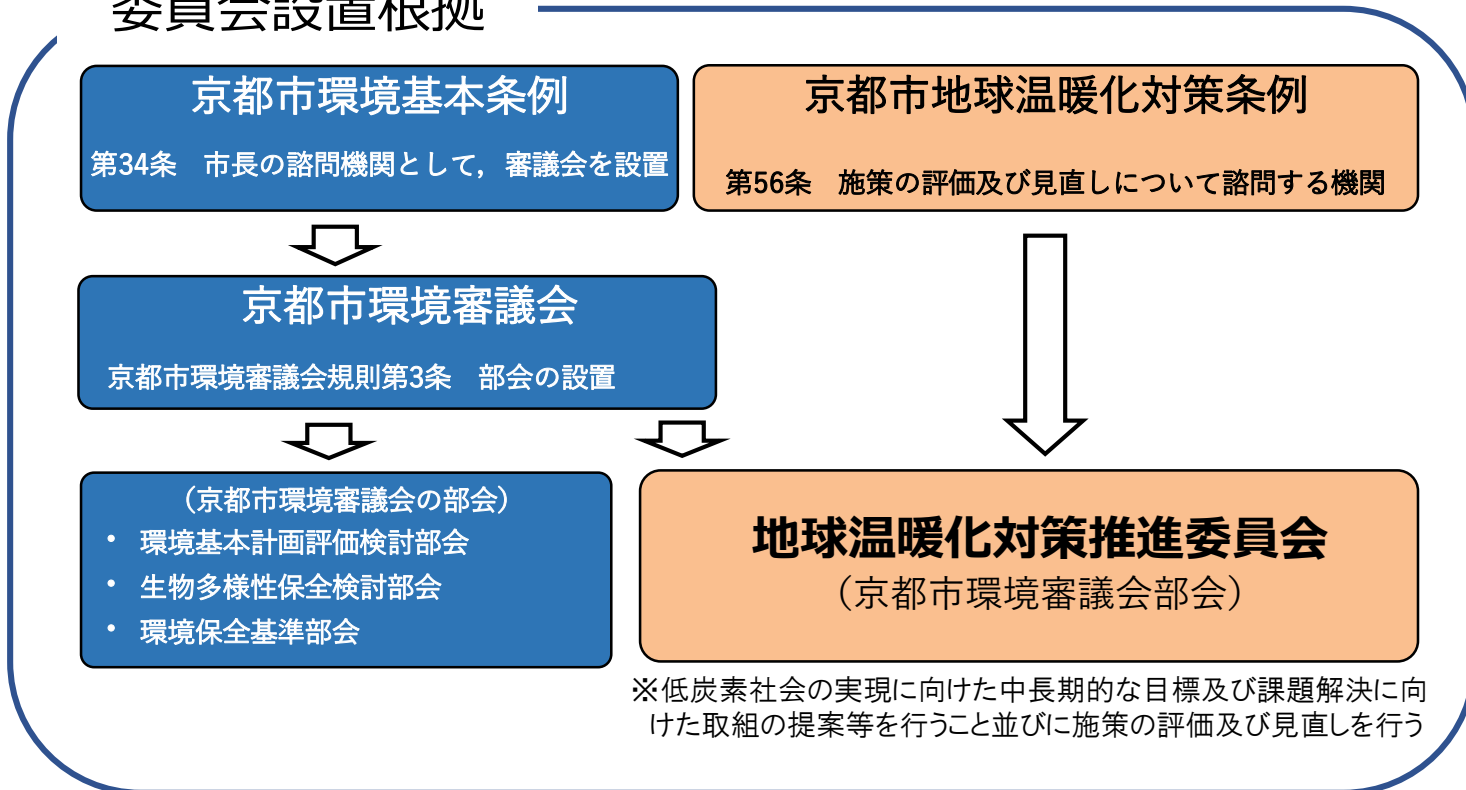 委員会設置根拠
京都市環境基本条例
第34条　市長の諮問機関として，審議会を設置
京都市地球温暖化対策条例
第56条　施策の評価及び見直しについて諮問する機関
京都市環境審議会
京都市環境審議会規則第3条　部会の設置
（京都市環境審議会の部会）
・ 環境基本計画評価検討部会
・ 生物多様性保全検討部会
・ 環境保全基準部会
地球温暖化対策推進委員会
（京都市環境審議会部会）
※低炭素社会の実現に向けた中長期的な目標及び課題解決に向
けた取組の提案等を行うこと並びに施策の評価及び見直しを行う